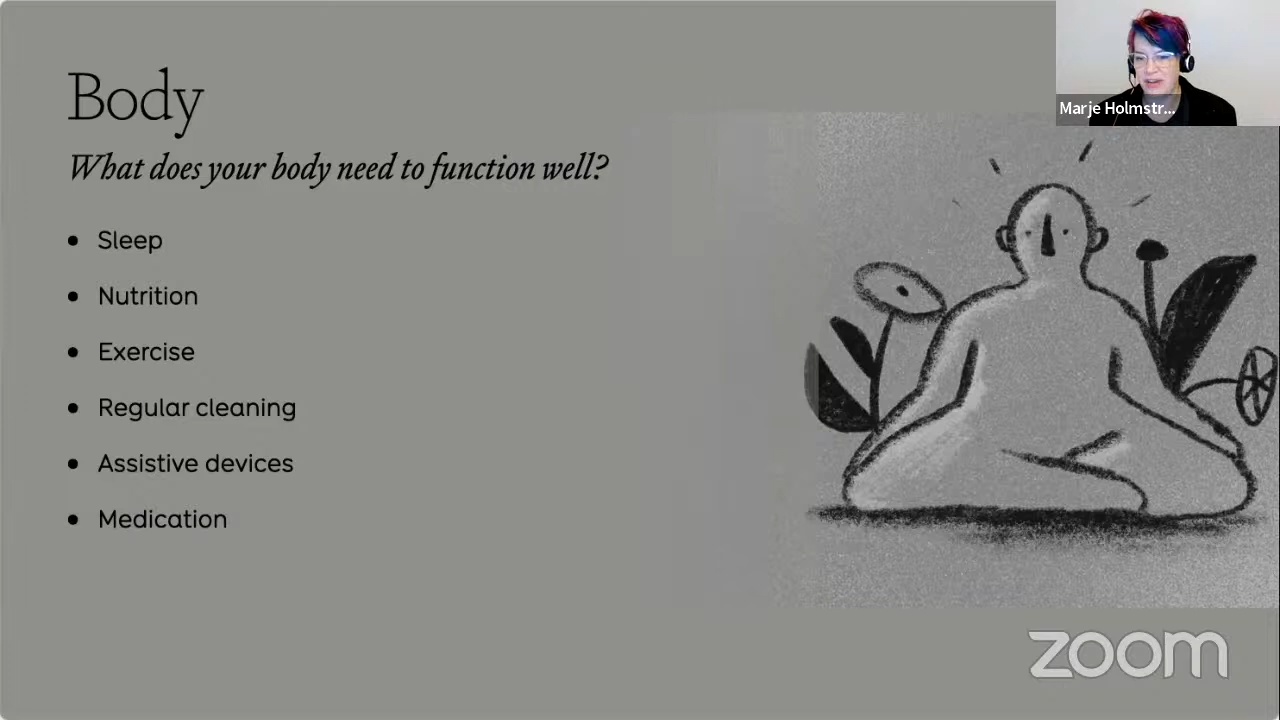 Body
What does your body need to function well?
• Sleep
• Nutrition
• Exercise
• Regular cleaning
• Assistive devices
• Medication
Marje Holmstr...
zoom